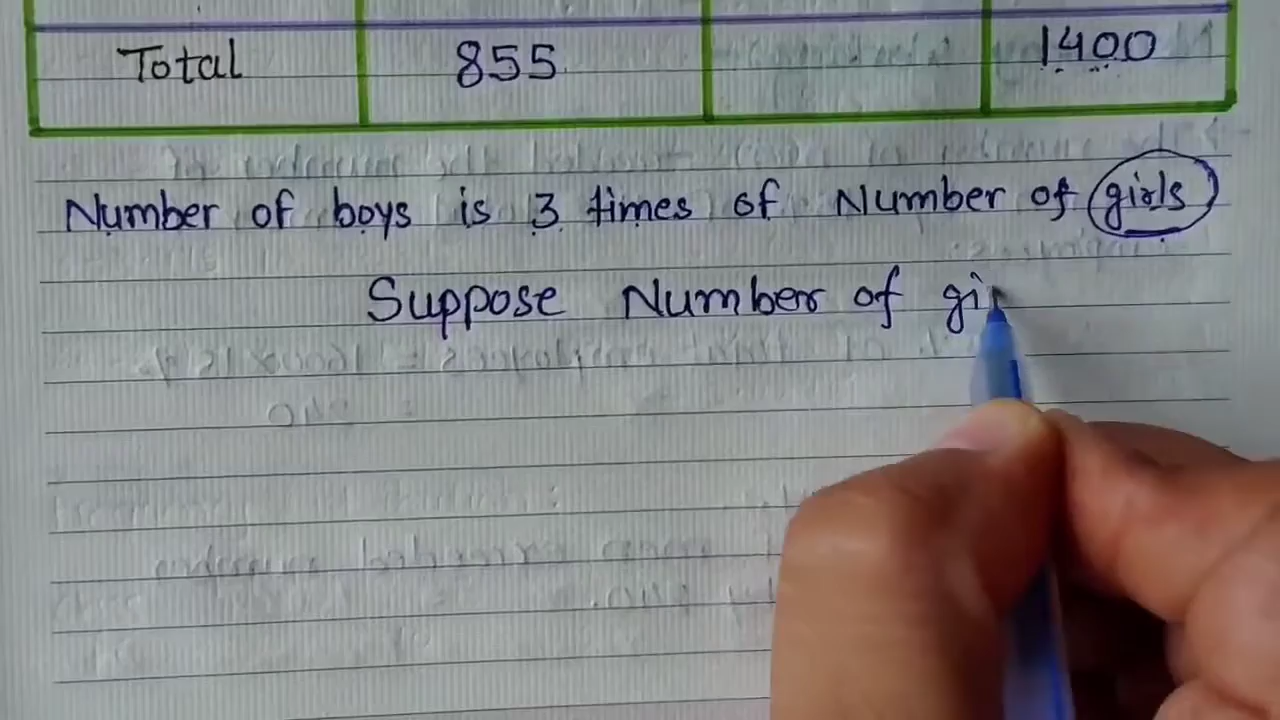 Total 855 1400
Number of boys is 3 times of Number of girls
Suppose Number of gi